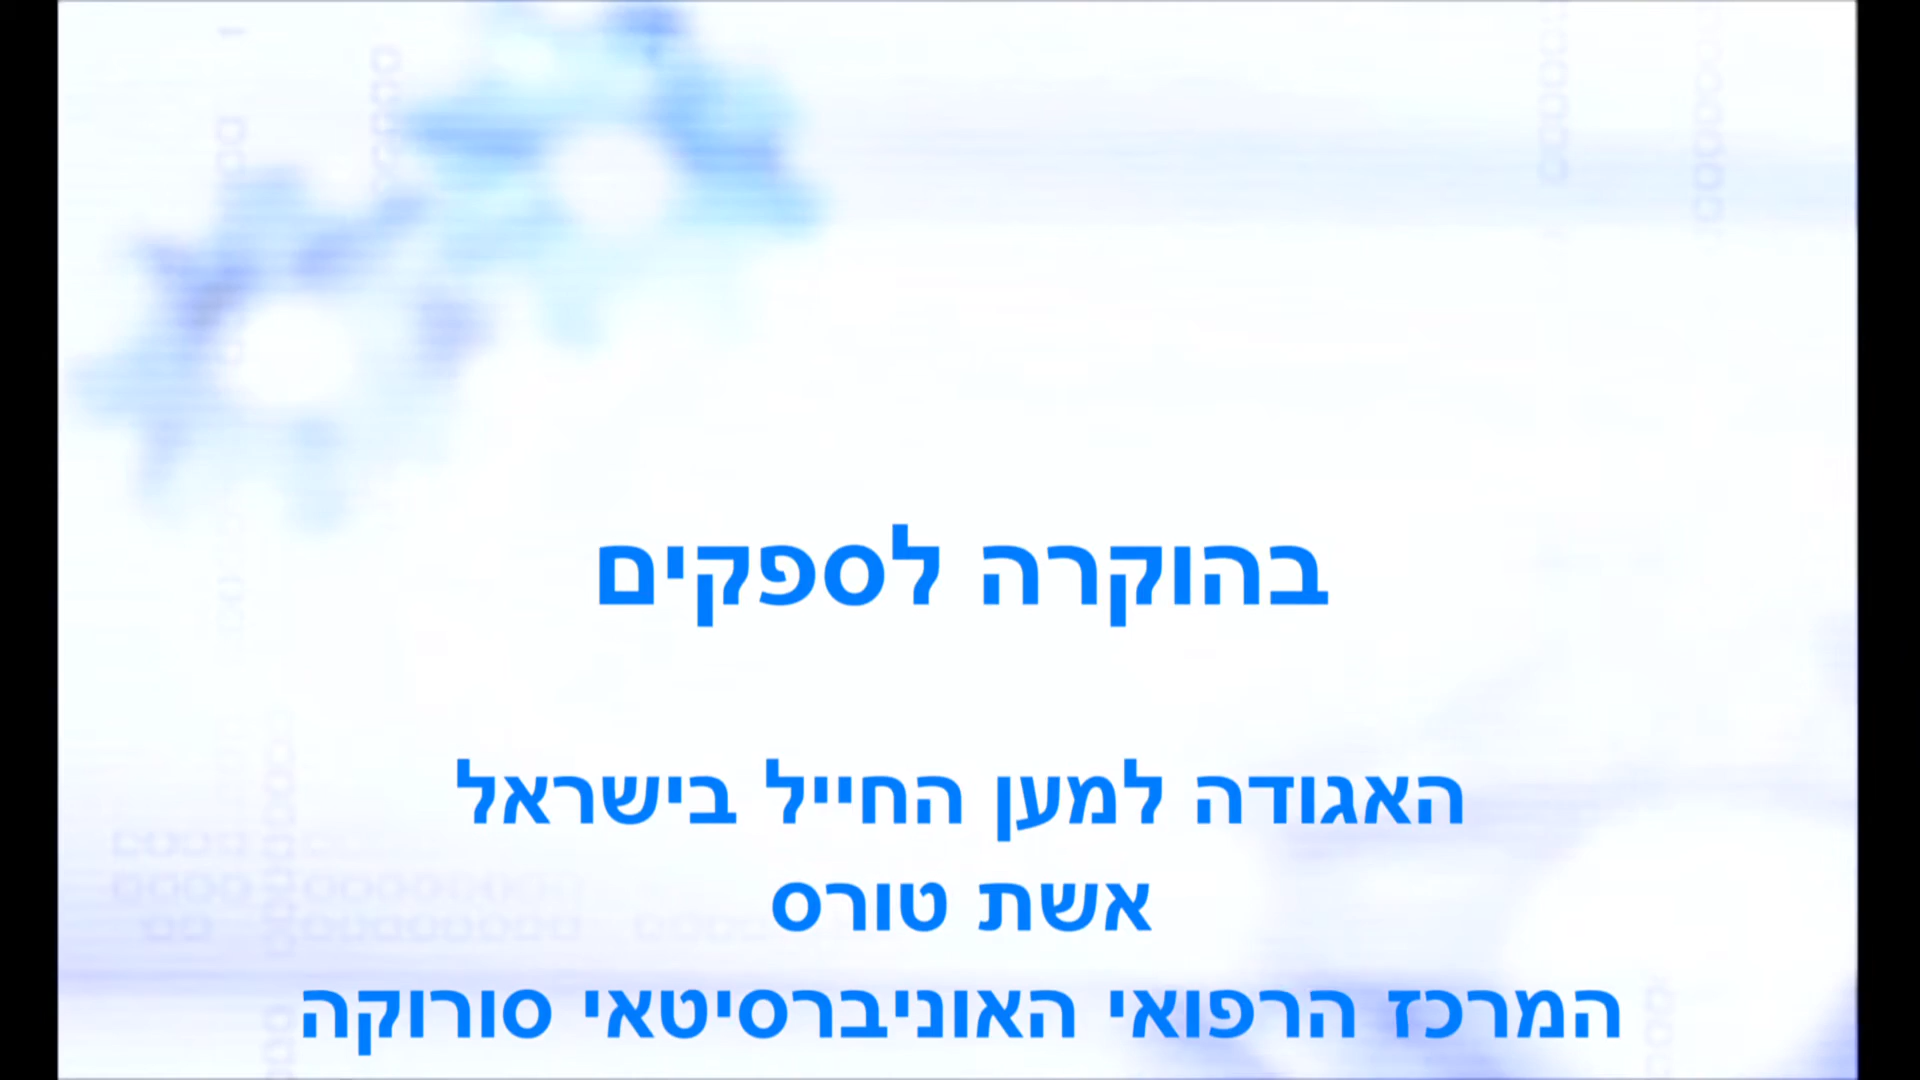 בהוקרה לספקים
האגודה למען החייל בישראל
אשת טורס
המרכז הרפואי האוניברסיטאי סורוקה